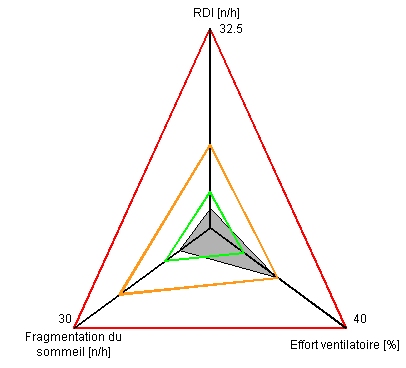 RDI [n/h]
32.5
30
40
Fragmentation du
sommeil [n/h]
Effort ventilatoire [%]